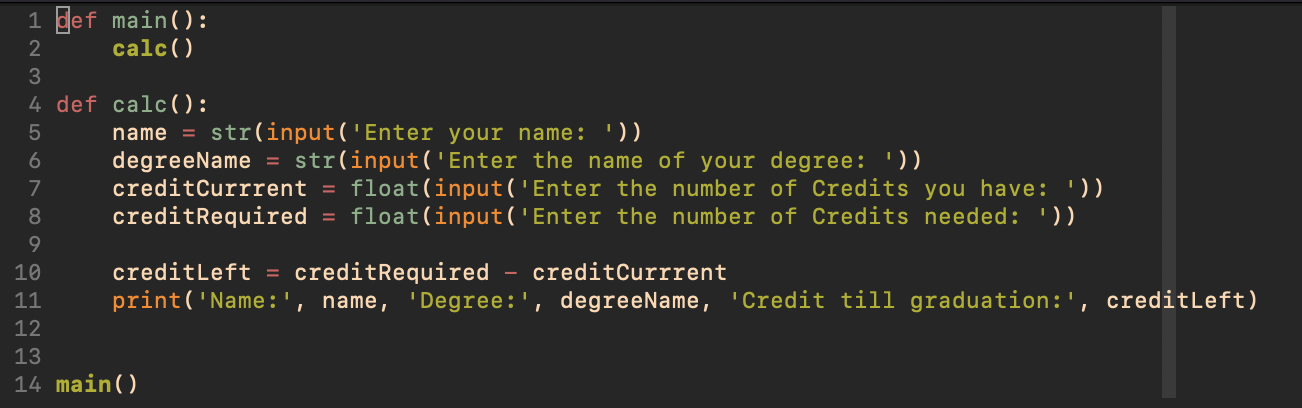 1 def main():
2     calc()
3
4 def calc():
5     name = str(input('Enter your name: '))
6     degreeName = str(input('Enter the name of your degree: '))
7     creditCurrrent = float(input('Enter the number of Credits you have: '))
8     creditRequired = float(input('Enter the number of Credits needed: '))
9
10     creditLeft = creditRequired - creditCurrrent
11     print('Name:', name, 'Degree:', degreeName, 'Credit till graduation:', creditLeft)
12
13
14 main()